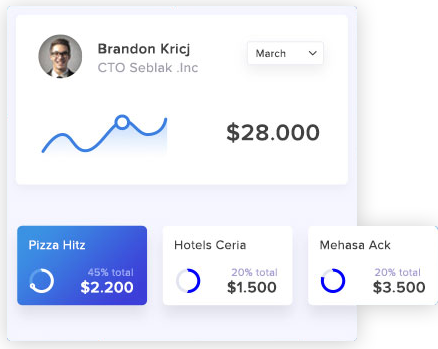 Brandon Kricj
CTO Seblak .Inc
March
$28.000
Pizza Hitz
45% total
$2.200
Hotels Ceria
20% total
$1.500
Mehasa Ack
20% total
$3.500